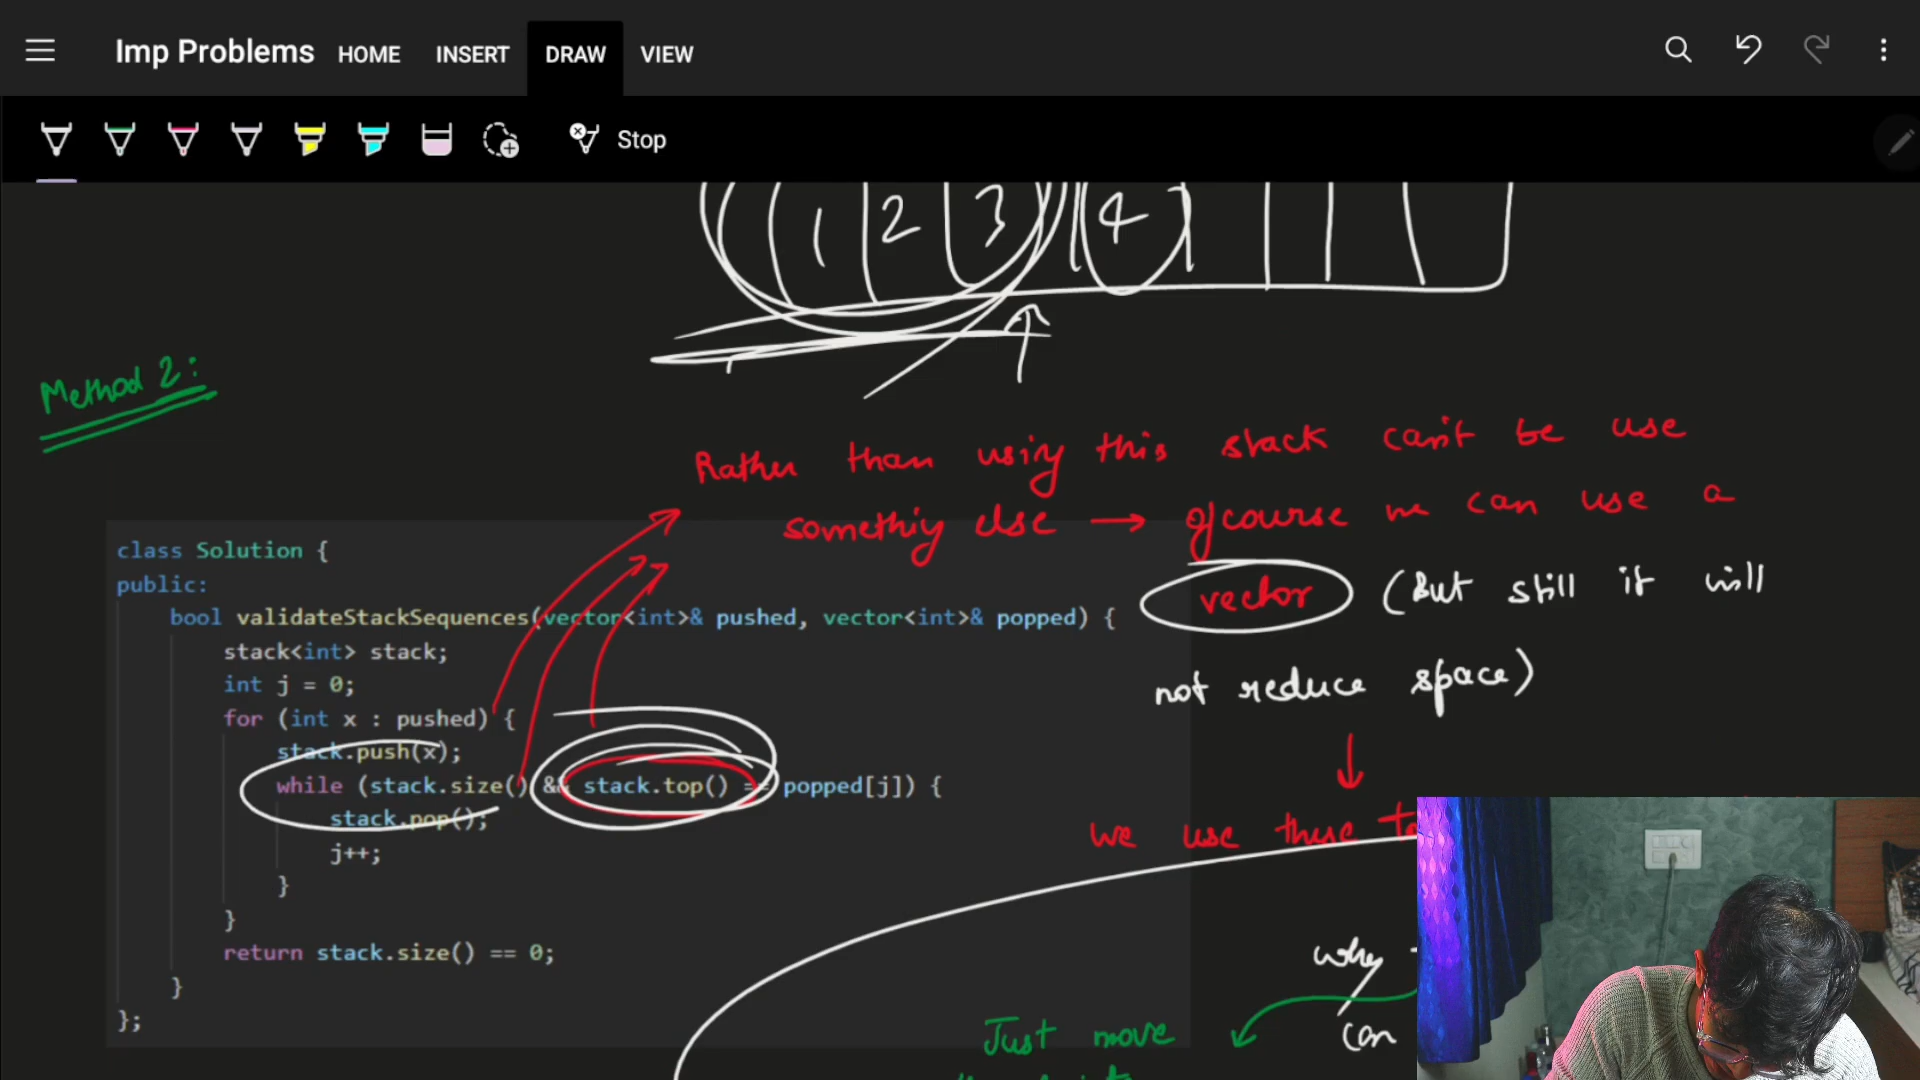 Imp Problems HOME INSERT DRAW VIEW
Stop
1 2 3 4
Method 2:
Rather than using this stack can't be use
something else → ofcourse we can use a
vector (But still it will
not reduce space)
we use these
why
can
Just move
class Solution {
public:
bool validateStackSequences(vector<int>& pushed, vector<int>& popped) {
stack<int> stack;
int j = 0;
for (int x : pushed) {
stack.push(x);
while (stack.size() && stack.top() == popped[j]) {
stack.pop();
j++;
}
}
return stack.size() == 0;
}
};